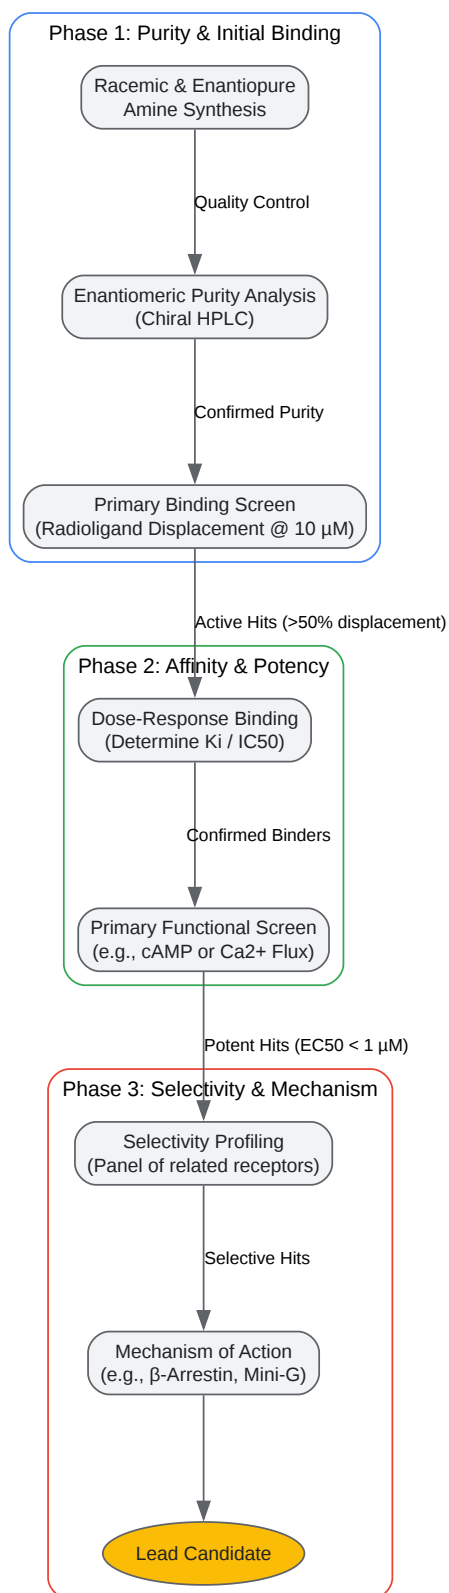 Phase 1: Purity & Initial Binding
Racemic & Enantiopure
Amine Synthesis
Quality Control
Enantiomeric Purity Analysis
(Chiral HPLC)
Confirmed Purity
Primary Binding Screen
(Radioligand Displacement @ 10 µM)
Active Hits (>50% displacement)
Phase 2: Affinity & Potency
Dose-Response Binding
(Determine Ki / IC50)
Confirmed Binders
Primary Functional Screen
(e.g., cAMP or Ca2+ Flux)
Potent Hits (EC50 < 1 µM)
Phase 3: Selectivity & Mechanism
Selectivity Profiling
(Panel of related receptors)
Selective Hits
Mechanism of Action
(e.g., β-Arrestin, Mini-G)
Lead Candidate